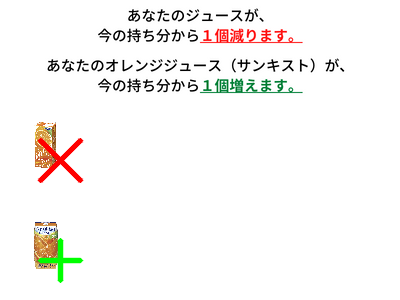 あなたのジュースが、
今の持ち分から１個減ります。
あなたのオレンジジュース（サンキスト）が、
今の持ち分から１個増えます。